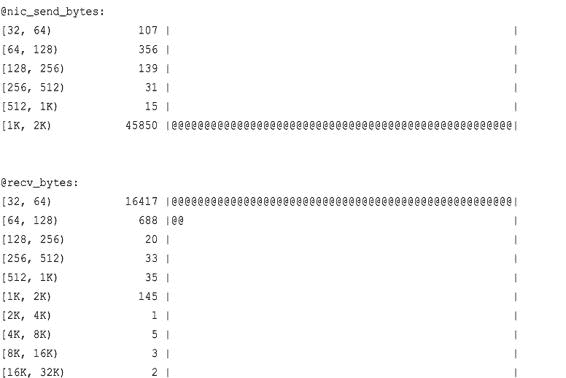 @nic_send_bytes:
[32, 64)             107 |                                                    |
[64, 128)            356 |                                                    |
[128, 256)           139 |                                                    |
[256, 512)            31 |                                                    |
[512, 1K)             15 |                                                    |
[1K, 2K)           45850 |@@@@@@@@@@@@@@@@@@@@@@@@@@@@@@@@@@@@@@@@@@@@@@@@@@@@|
@recv_bytes:
[32, 64)           16417 |@@@@@@@@@@@@@@@@@@@@@@@@@@@@@@@@@@@@@@@@@@@@@@@@@@@@|
[64, 128)            688 |@@                                                  |
[128, 256)            20 |                                                    |
[256, 512)            33 |                                                    |
[512, 1K)             35 |                                                    |
[1K, 2K)             145 |                                                    |
[2K, 4K)               1 |                                                    |
[4K, 8K)               5 |                                                    |
[8K, 16K)              3 |                                                    |
[16K, 32K)             2 |                                                    |